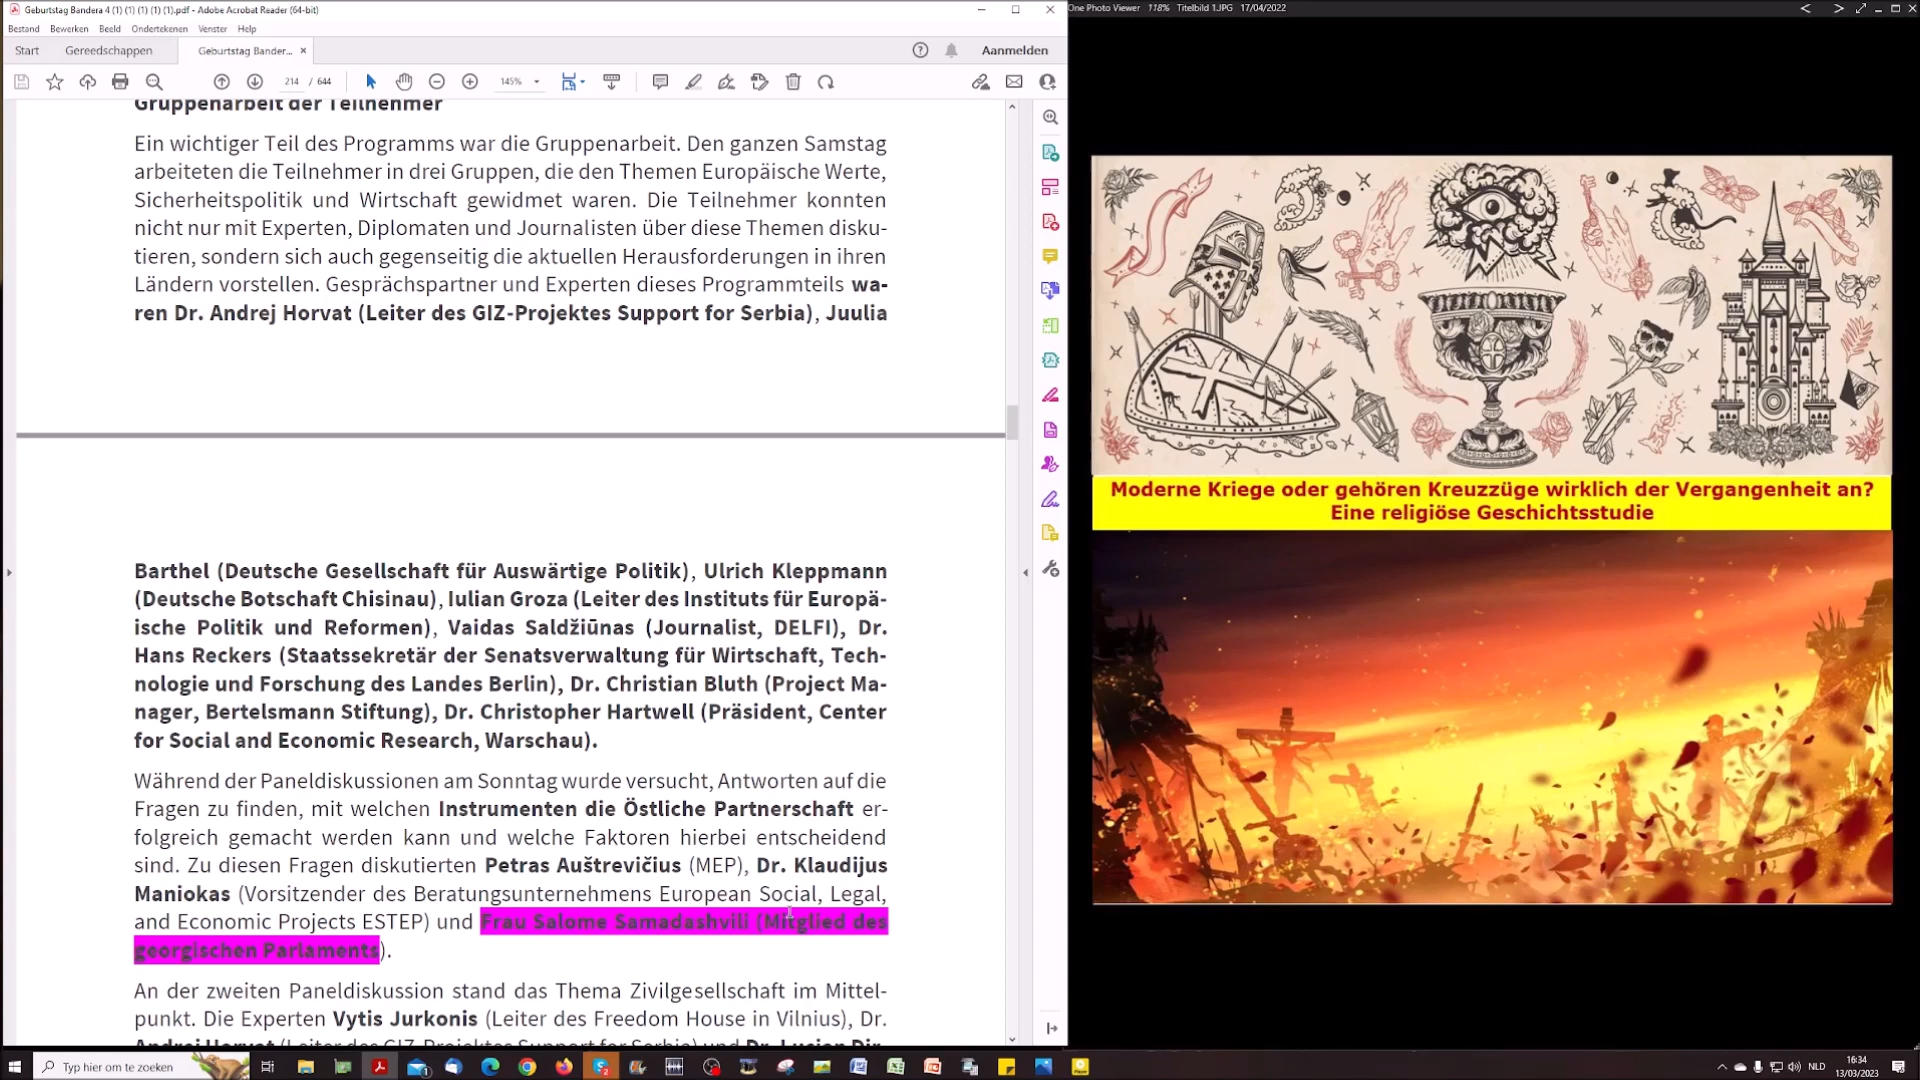 Geburtstag Bandera 4 (1) (1) (1) (1) (1).pdf - Adobe Acrobat Reader (64-bit)
Bestand Bewerken Beeld Ondertekenen Venster Help
Start Gereedschappen Geburtstag Bander... × Aanmelden
214 / 644 145%
Gruppenarbeit der Teilnehmer
Ein wichtiger Teil des Programms war die Gruppenarbeit. Den ganzen Samstag
arbeiteten die Teilnehmer in drei Gruppen, die den Themen Europäische Werte,
Sicherheitspolitik und Wirtschaft gewidmet waren. Die Teilnehmer konnten
nicht nur mit Experten, Diplomaten und Journalisten über diese Themen disku-
tieren, sondern sich auch gegenseitig die aktuellen Herausforderungen in ihren
Ländern vorstellen. Gesprächspartner und Experten dieses Programmteils wa-
ren Dr. Andrej Horvat (Leiter des GIZ-Projektes Support for Serbia), Juulia
Barthel (Deutsche Gesellschaft für Auswärtige Politik), Ulrich Kleppmann
(Deutsche Botschaft Chisinau), Iulian Groza (Leiter des Instituts für Europä-
ische Politik und Reformen), Vaidas Saldžiūnas (Journalist, DELFI), Dr.
Hans Reckers (Staatssekretär der Senatsverwaltung für Wirtschaft, Tech-
nologie und Forschung des Landes Berlin), Dr. Christian Bluth (Project Ma-
nager, Bertelsmann Stiftung), Dr. Christopher Hartwell (Präsident, Center
for Social and Economic Research, Warschau).
Während der Paneldiskussionen am Sonntag wurde versucht, Antworten auf die
Fragen zu finden, mit welchen Instrumenten die Östliche Partnerschaft er-
folgreich gemacht werden kann und welche Faktoren hierbei entscheidend
sind. Zu diesen Fragen diskutierten Petras Auštrevičius (MEP), Dr. Klaudijus
Maniokas (Vorsitzender des Beratungsunternehmens European Social, Legal,
and Economic Projects ESTEP) und Frau Salome Samadashvili (Mitglied des
georgischen Parlaments).
An der zweiten Paneldiskussion stand das Thema Zivilgesellschaft im Mittel-
punkt. Die Experten Vytis Jurkonis (Leiter des Freedom House in Vilnius), Dr.
Andrej Horvat (Leiter des GIZ-Projektes Support for Serbia) und Dr. Lucian Dir-
One Photo Viewer 118% Titelbild 1.JPG 17/04/2022
Moderne Kriege oder gehören Kreuzzüge wirklich der Vergangenheit an?
Eine religiöse Geschichtsstudie
Typ hier om te zoeken
NLD
16:34
13/03/2023